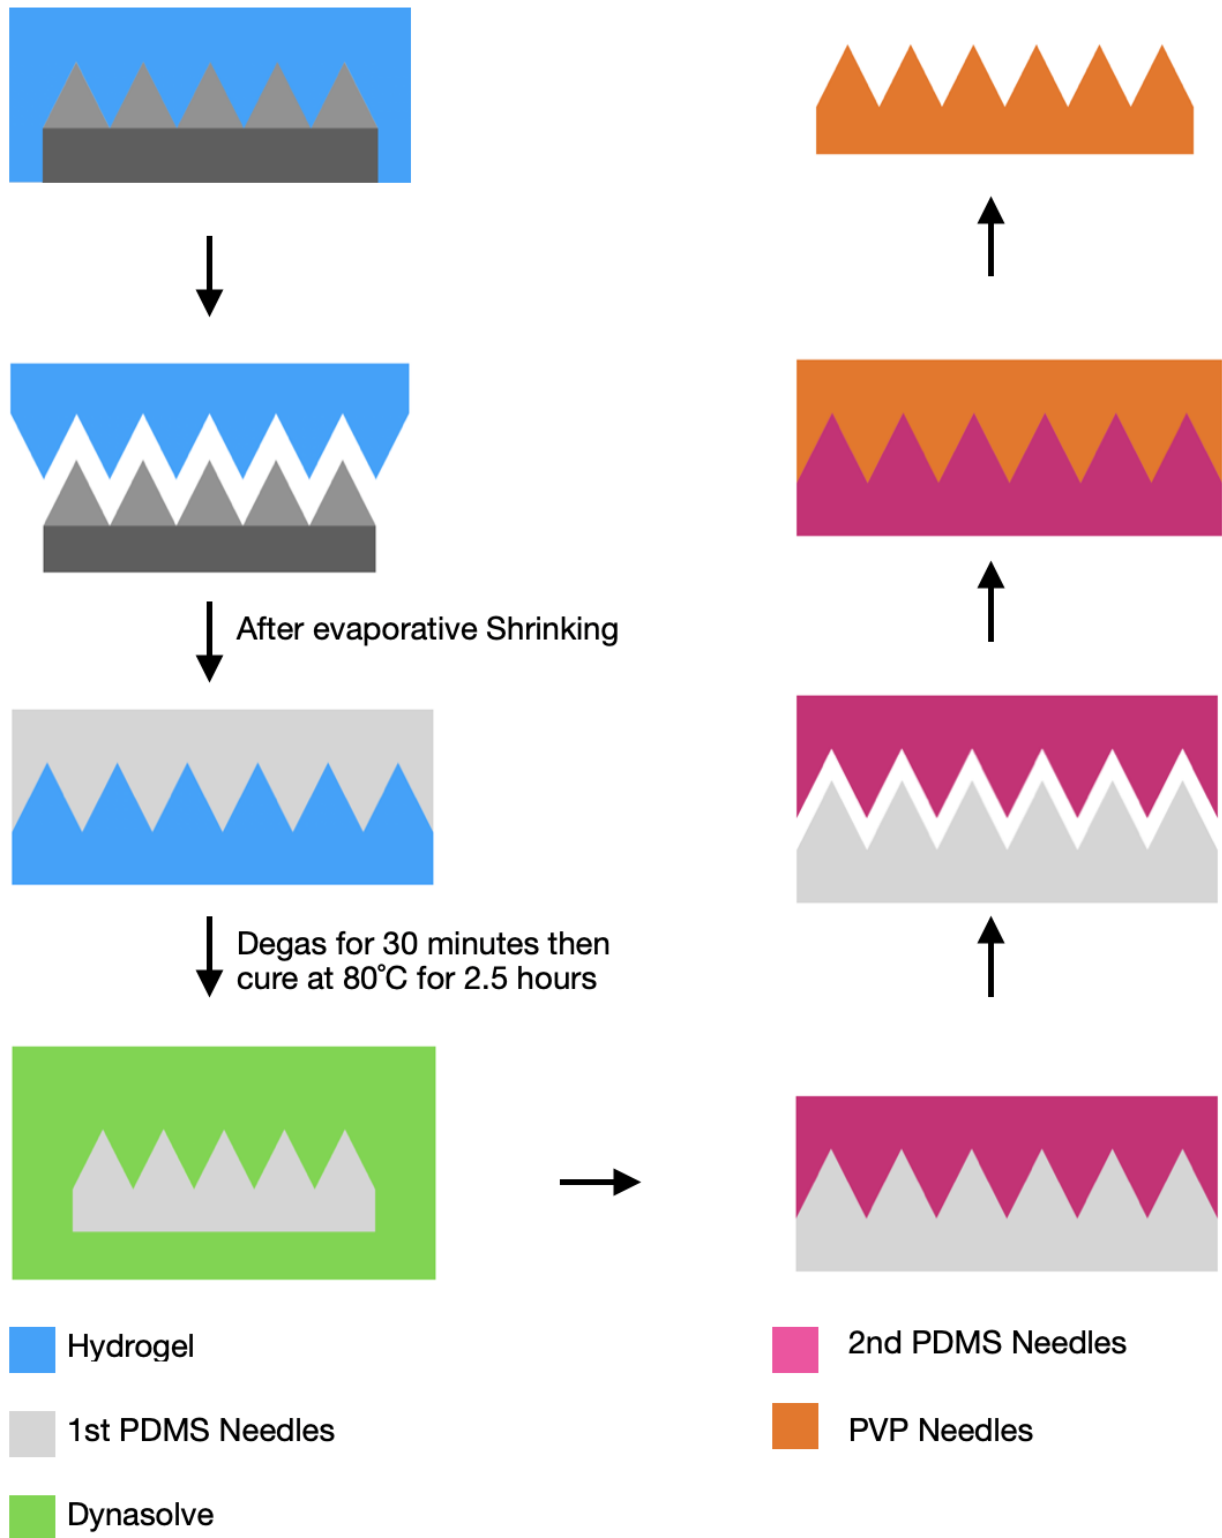 After evaporative Shrinking
Degas for 30 minutes then
cure at 80°C for 2.5 hours
Hydrogel
1st PDMS Needles
Dynasolve
2nd PDMS Needles
PVP Needles